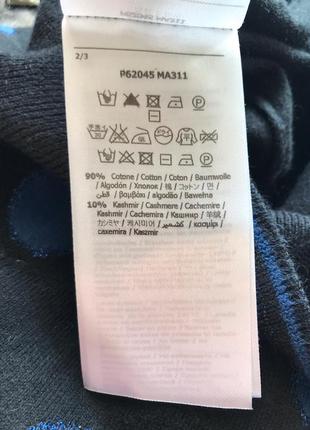 2/3
P62045 MA311
90% Cotone / Cotton / Coton / Baumwolle
/ Algodón / Хлопок / 棉 / コットン / 면 /
قطن / βαμβάκι / algodão / Bawełna
10% Kashmir / Cashmere / Cachemire /
Kaschmir / Cachemira / Кашмир / 羊绒
カシミヤ / 캐시미어 / كشمير / κασμίρι /
caxemira / Kaszmir